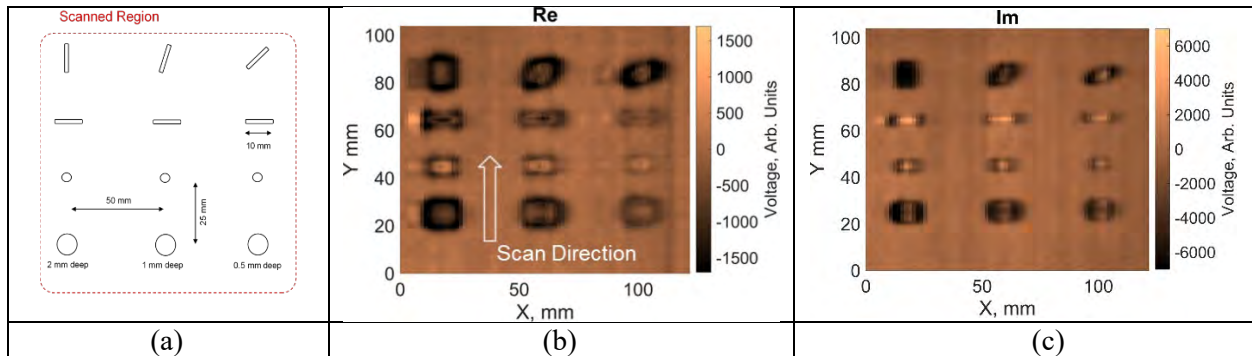 Scanned Region
10 mm
50 mm
25 mm
2 mm deep
1 mm deep
0.5 mm deep
(a)
Re
100
80
60
40
20
0
Y mm
0
50
100
X, mm
Scan Direction
1500
1000
500
0
-500
-1000
-1500
Voltage, Arb. Units
(b)
Im
100
80
60
40
20
0
Y mm
0
50
100
X, mm
6000
4000
2000
0
-2000
-4000
-6000
Voltage, Arb. Units
(c)